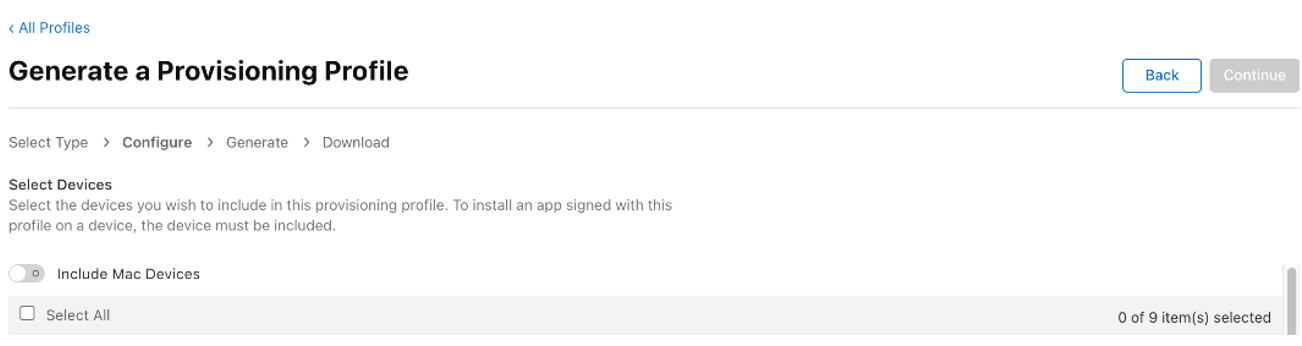 ‹ All Profiles
Generate a Provisioning Profile
Back
Continue
Select Type > Configure > Generate > Download
Select Devices
Select the devices you wish to include in this provisioning profile. To install an app signed with this
profile on a device, the device must be included.
Include Mac Devices
Select All
0 of 9 item(s) selected